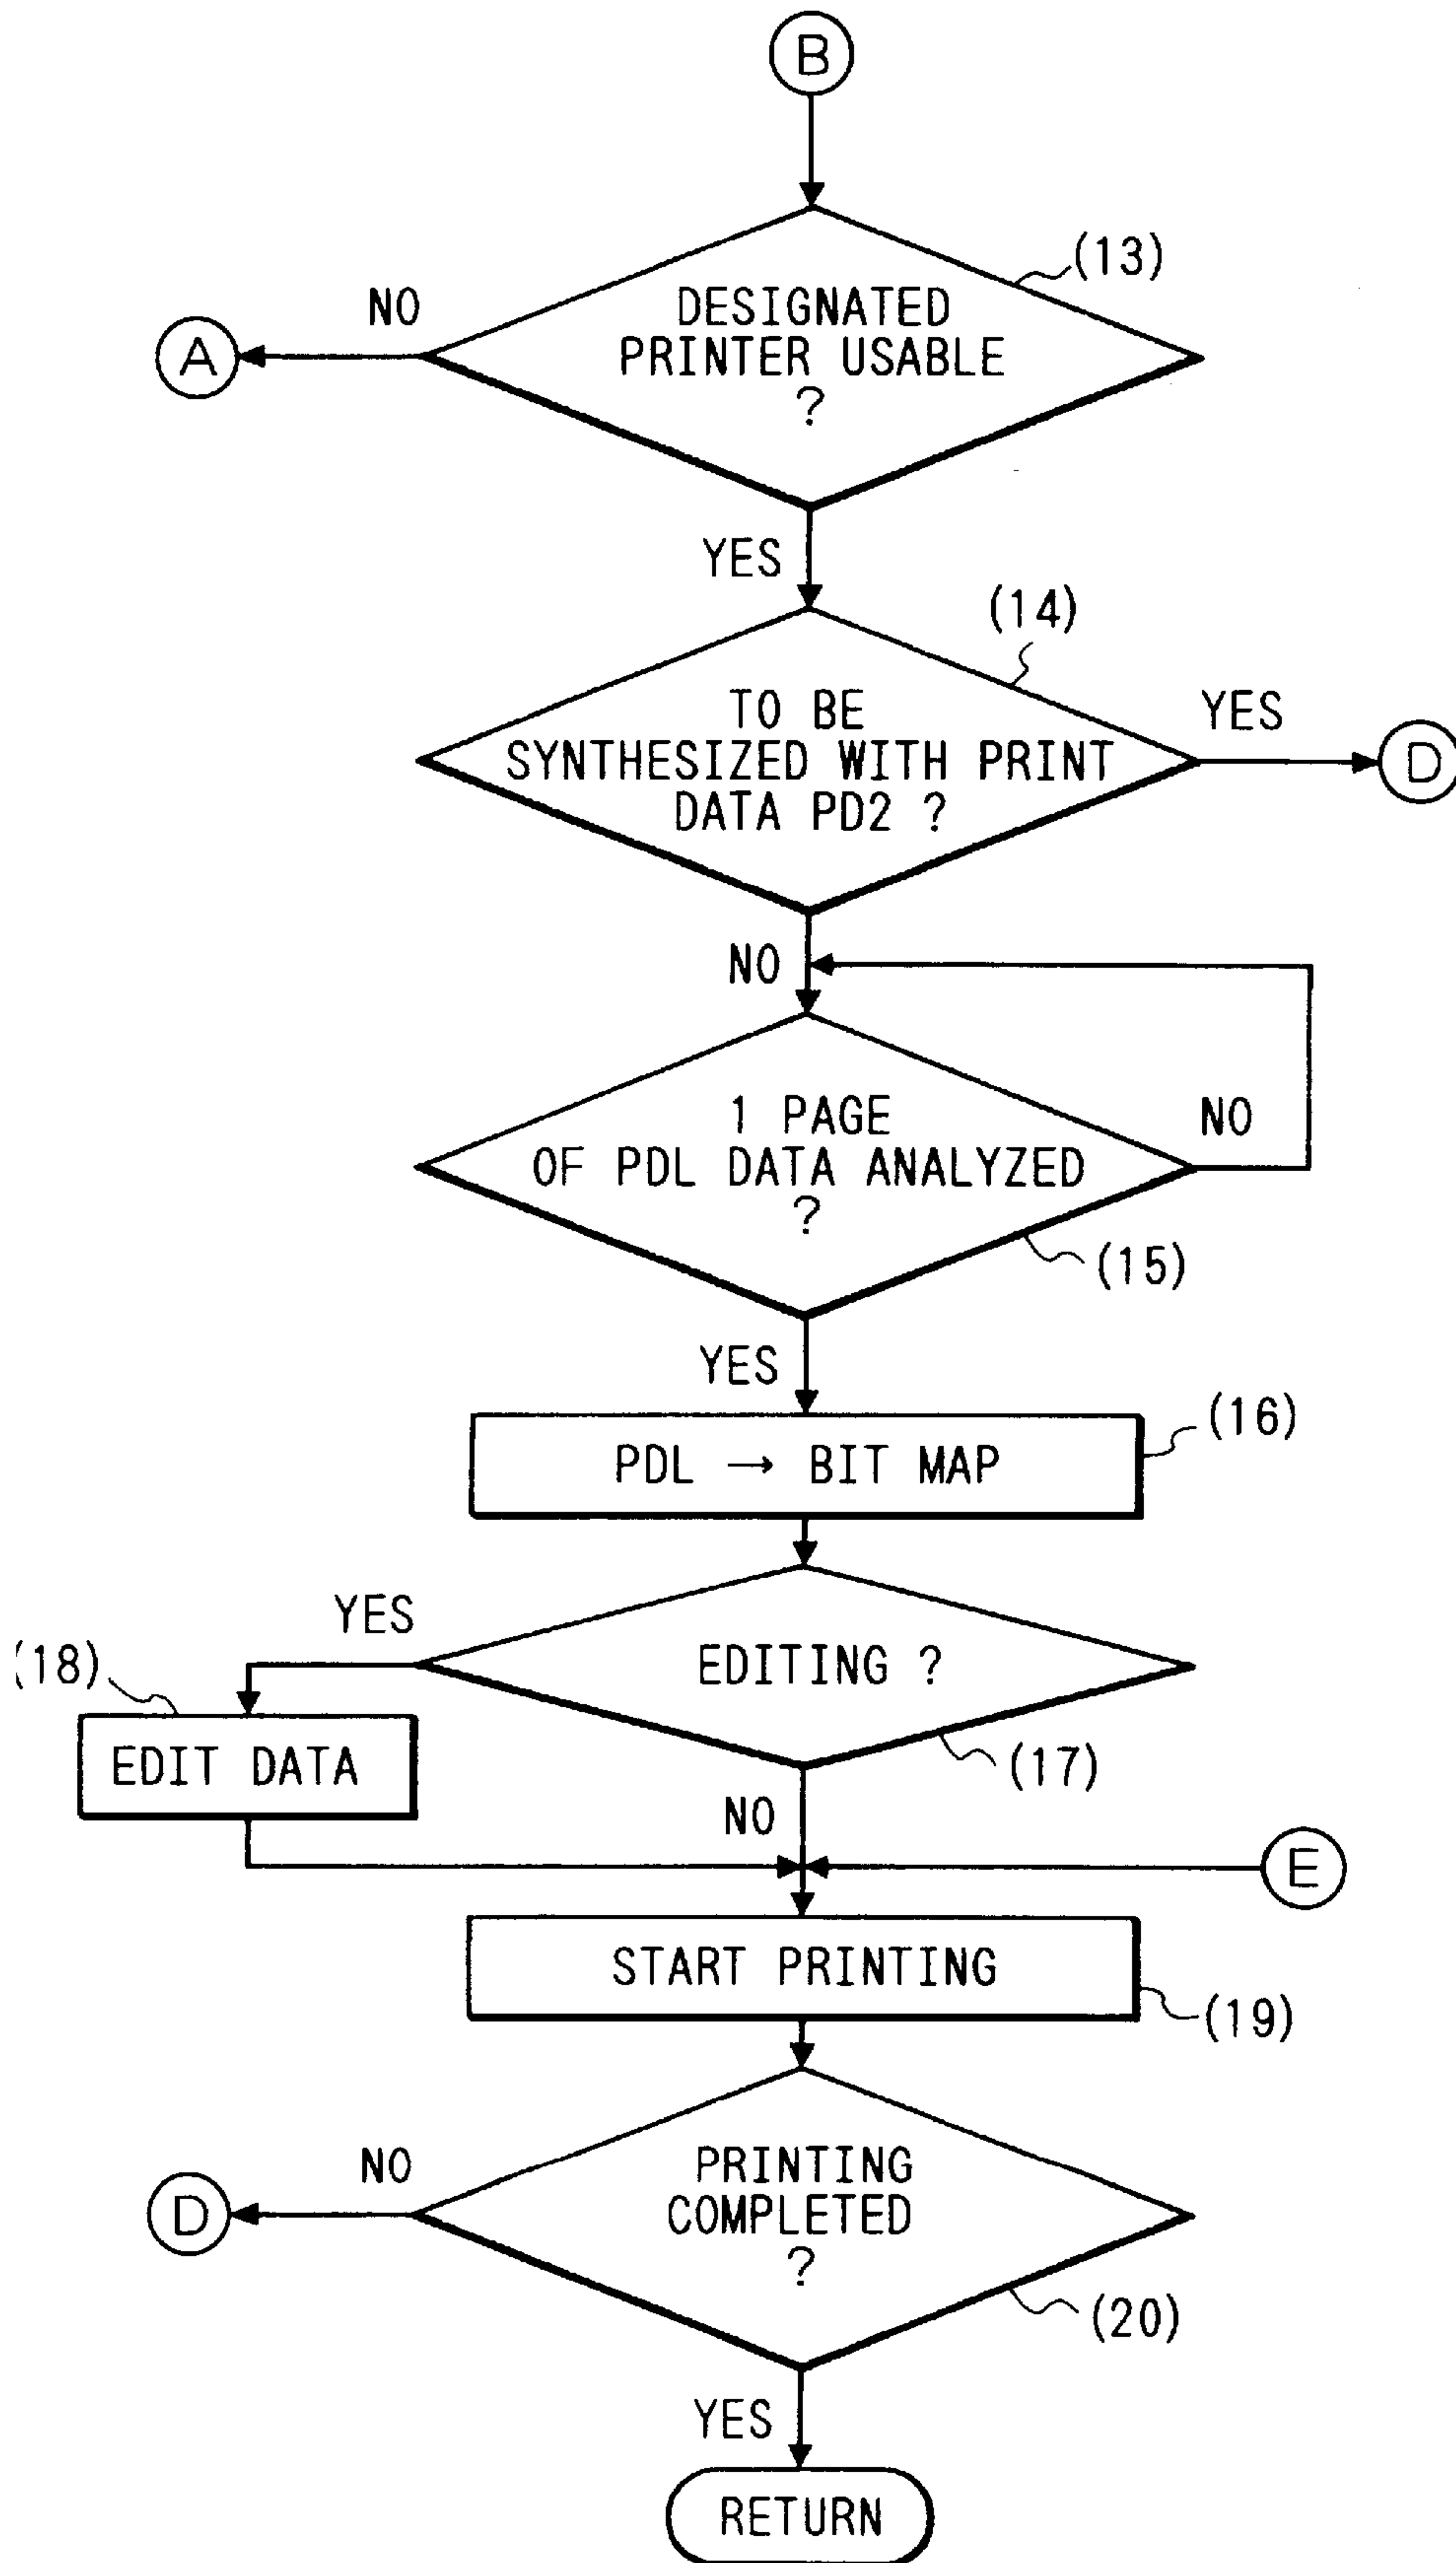 B
(13)
NO
DESIGNATED
PRINTER USABLE
?
A
YES
(14)
TO BE
SYNTHESIZED WITH PRINT
DATA PD2 ?
YES
D
NO
1 PAGE
OF PDL DATA ANALYZED
?
NO
(15)
YES
(16)
PDL → BIT MAP
YES
(18)
EDITING ?
EDIT DATA
(17)
NO
E
START PRINTING
(19)
NO
PRINTING
COMPLETED
?
D
(20)
YES
RETURN